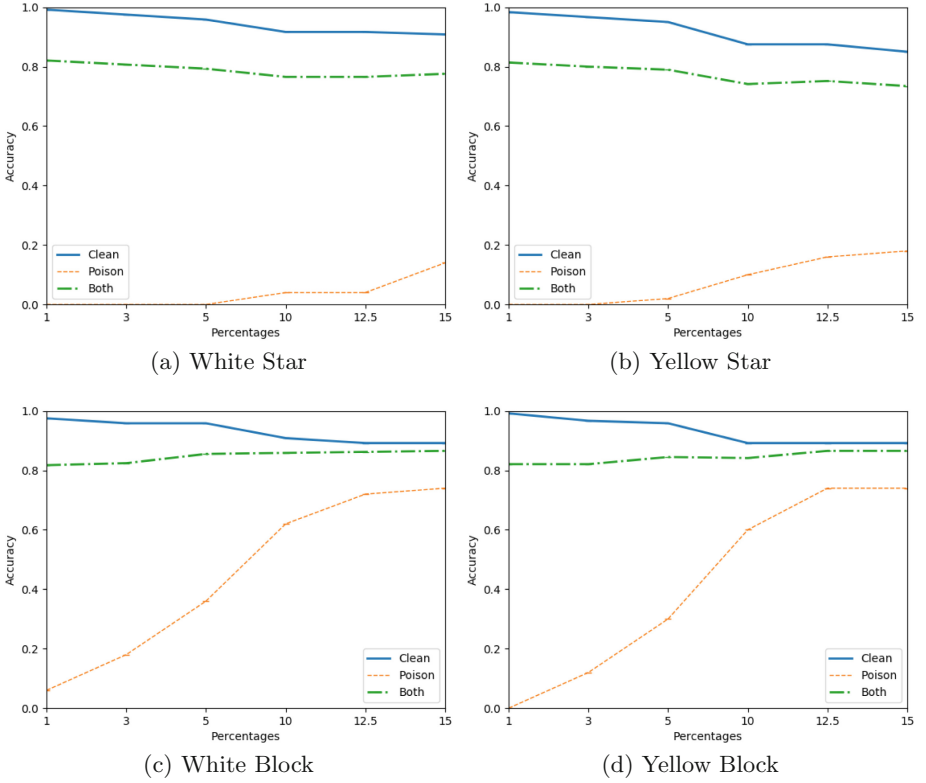 1.0
0.8
0.6
0.4
0.2
0.0
Accuracy
Clean
Poison
Both
1 3 5 10 12.5 15
Percentages
(a) White Star
1.0
0.8
0.6
0.4
0.2
0.0
Accuracy
Clean
Poison
Both
1 3 5 10 12.5 15
Percentages
(b) Yellow Star
1.0
0.8
0.6
0.4
0.2
0.0
Accuracy
Clean
Poison
Both
1 3 5 10 12.5 15
Percentages
(c) White Block
1.0
0.8
0.6
0.4
0.2
0.0
Accuracy
Clean
Poison
Both
1 3 5 10 12.5 15
Percentages
(d) Yellow Block